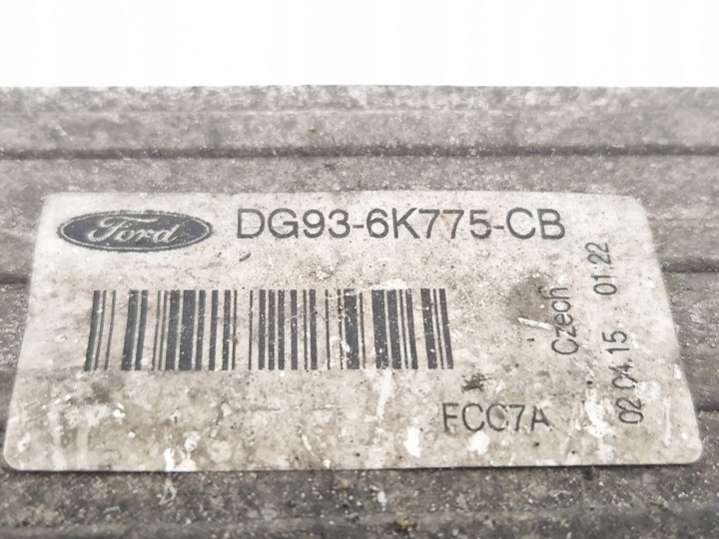 Ford DG93-6K775-CB
FCC7A
Czech
02.04.15 01:22